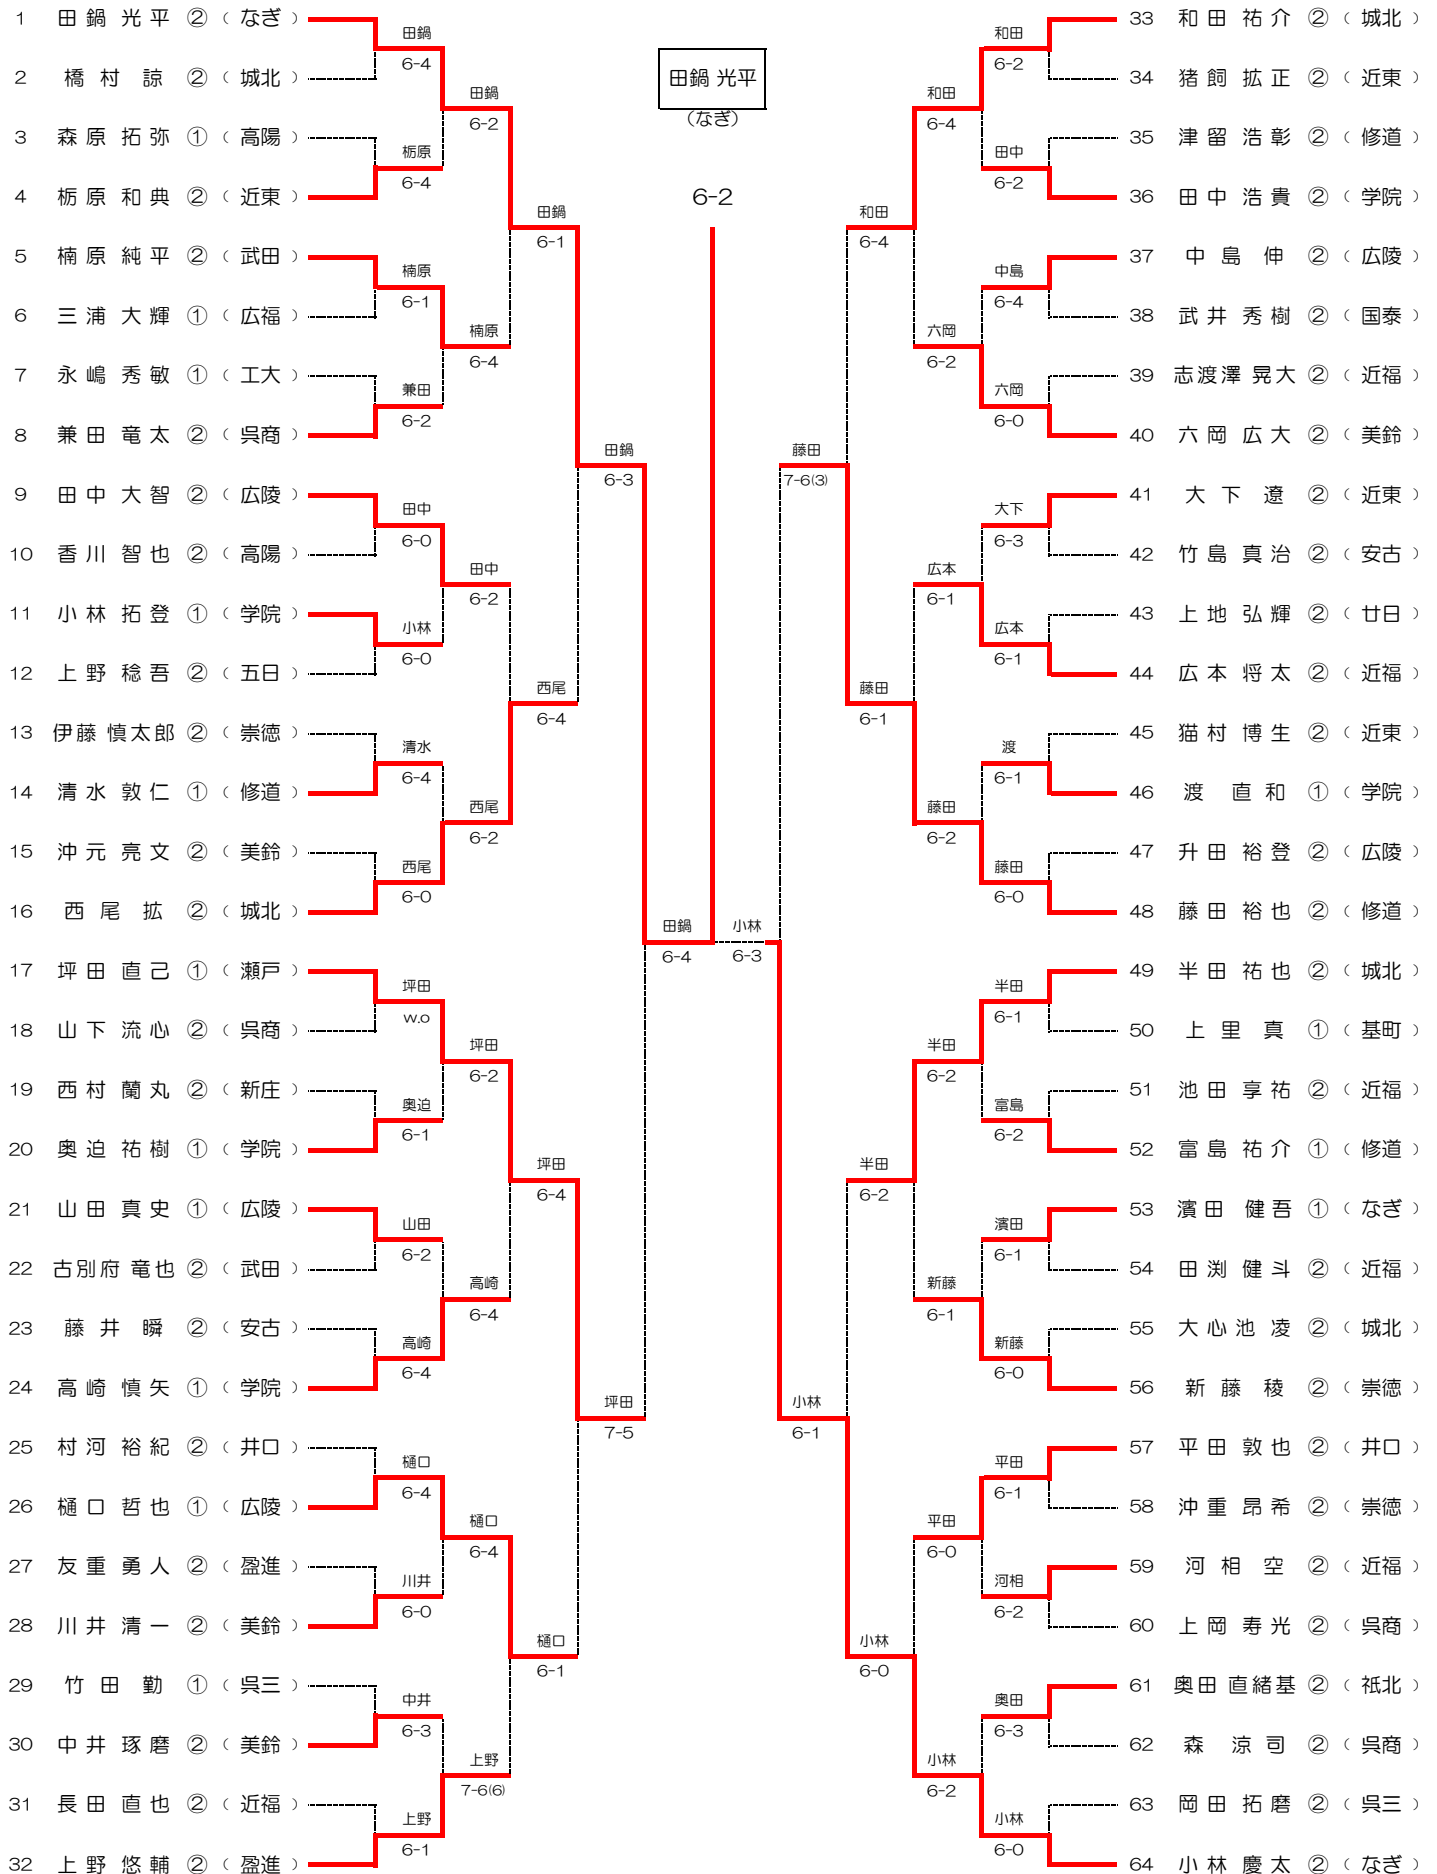 1 田鍋 光平 ② （ なぎ ）
2 橋村 諒 ② （ 城北 ）
3 森原 拓弥 ① （ 高陽 ）
4 栃原 和典 ② （ 近東 ）
5 楠原 純平 ② （ 武田 ）
6 三浦 大輝 ① （ 広福 ）
7 永嶋 秀敏 ① （ 工大 ）
8 兼田 竜太 ② （ 呉商 ）
9 田中 大智 ② （ 広陵 ）
10 香川 智也 ② （ 高陽 ）
11 小林 拓登 ① （ 学院 ）
12 上野 稔吾 ② （ 五日 ）
13 伊藤 慎太郎 ② （ 崇徳 ）
14 清水 敦仁 ① （ 修道 ）
15 沖元 亮文 ② （ 美鈴 ）
16 西尾 拡 ② （ 城北 ）
17 坪田 直己 ① （ 瀬戸 ）
18 山下 流心 ② （ 呉商 ）
19 西村 蘭丸 ② （ 新庄 ）
20 奥迫 祐樹 ① （ 学院 ）
21 山田 真史 ① （ 広陵 ）
22 古別府 竜也 ② （ 武田 ）
23 藤井 瞬 ② （ 安古 ）
24 高崎 慎矢 ① （ 学院 ）
25 村河 裕紀 ② （ 井口 ）
26 樋口 哲也 ① （ 広陵 ）
27 友重 勇人 ② （ 盈進 ）
28 川井 清一 ② （ 美鈴 ）
29 竹田 勤 ① （ 呉三 ）
30 中井 琢磨 ② （ 美鈴 ）
31 長田 直也 ② （ 近福 ）
32 上野 悠輔 ② （ 盈進 ）
田鍋
6-4
栃原
6-4
楠原
6-1
兼田
6-2
田中
6-0
小林
6-0
清水
6-4
西尾
6-0
坪田
w.o
奥迫
6-1
山田
6-2
高崎
6-4
樋口
6-4
川井
6-0
中井
6-3
上野
6-1
田鍋
6-2
楠原
6-4
田中
6-2
西尾
6-2
坪田
6-2
高崎
6-4
樋口
6-4
上野
7-6(6)
田鍋
6-1
西尾
6-4
坪田
6-4
樋口
6-1
田鍋
6-3
坪田
7-5
田鍋
6-4
田鍋 光平
（なぎ）
6-2
小林
6-3
藤田
7-6(3)
小林
6-1
和田
6-4
藤田
6-1
半田
6-2
小林
6-0
和田
6-4
六岡
6-2
広本
6-1
藤田
6-2
半田
6-2
新藤
6-1
平田
6-0
小林
6-2
和田
6-2
田中
6-2
中島
6-4
六岡
6-0
大下
6-3
広本
6-1
渡
6-1
藤田
6-0
半田
6-1
富島
6-2
濱田
6-1
新藤
6-0
平田
6-1
河相
6-2
奥田
6-3
小林
6-0
33 和田 祐介 ② （ 城北 ）
34 猪飼 拡正 ② （ 近東 ）
35 津留 浩彰 ② （ 修道 ）
36 田中 浩貴 ② （ 学院 ）
37 中島 伸 ② （ 広陵 ）
38 武井 秀樹 ② （ 国泰 ）
39 志渡澤 晃大 ② （ 近福 ）
40 六岡 広大 ② （ 美鈴 ）
41 大下 遼 ② （ 近東 ）
42 竹島 真治 ② （ 安古 ）
43 上地 弘輝 ② （ 廿日 ）
44 広本 将太 ② （ 近福 ）
45 猫村 博生 ② （ 近東 ）
46 渡 直和 ① （ 学院 ）
47 升田 裕登 ② （ 広陵 ）
48 藤田 裕也 ② （ 修道 ）
49 半田 祐也 ② （ 城北 ）
50 上里 真 ① （ 基町 ）
51 池田 享祐 ② （ 近福 ）
52 富島 祐介 ① （ 修道 ）
53 濱田 健吾 ① （ なぎ ）
54 田渕 健斗 ② （ 近福 ）
55 大心池 凌 ② （ 城北 ）
56 新藤 稜 ② （ 崇徳 ）
57 平田 敦也 ② （ 井口 ）
58 沖重 昂希 ② （ 崇徳 ）
59 河相 空 ② （ 近福 ）
60 上岡 寿光 ② （ 呉商 ）
61 奥田 直緒基 ② （ 祇北 ）
62 森 涼司 ② （ 呉商 ）
63 岡田 拓磨 ② （ 呉三 ）
64 小林 慶太 ② （ なぎ ）